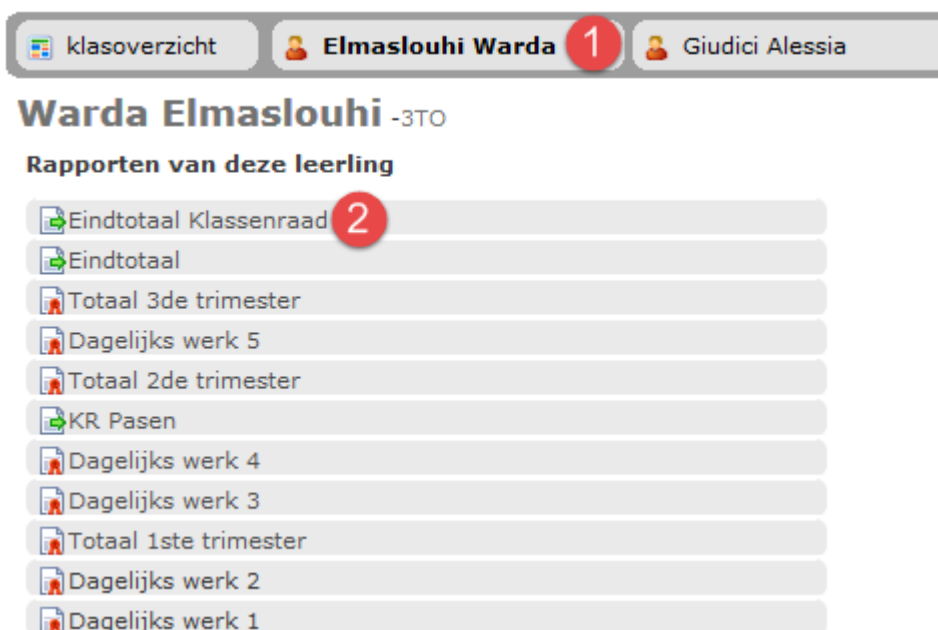 klasoverzicht Elmaslouhi Warda 1 Giudici Alessia
Warda Elmaslouhi -3TO
Rapporten van deze leerling
Eindtotaal Klassenraad 2
Eindtotaal
Totaal 3de trimester
Dagelijks werk 5
Totaal 2de trimester
KR Pasen
Dagelijks werk 4
Dagelijks werk 3
Totaal 1ste trimester
Dagelijks werk 2
Dagelijks werk 1